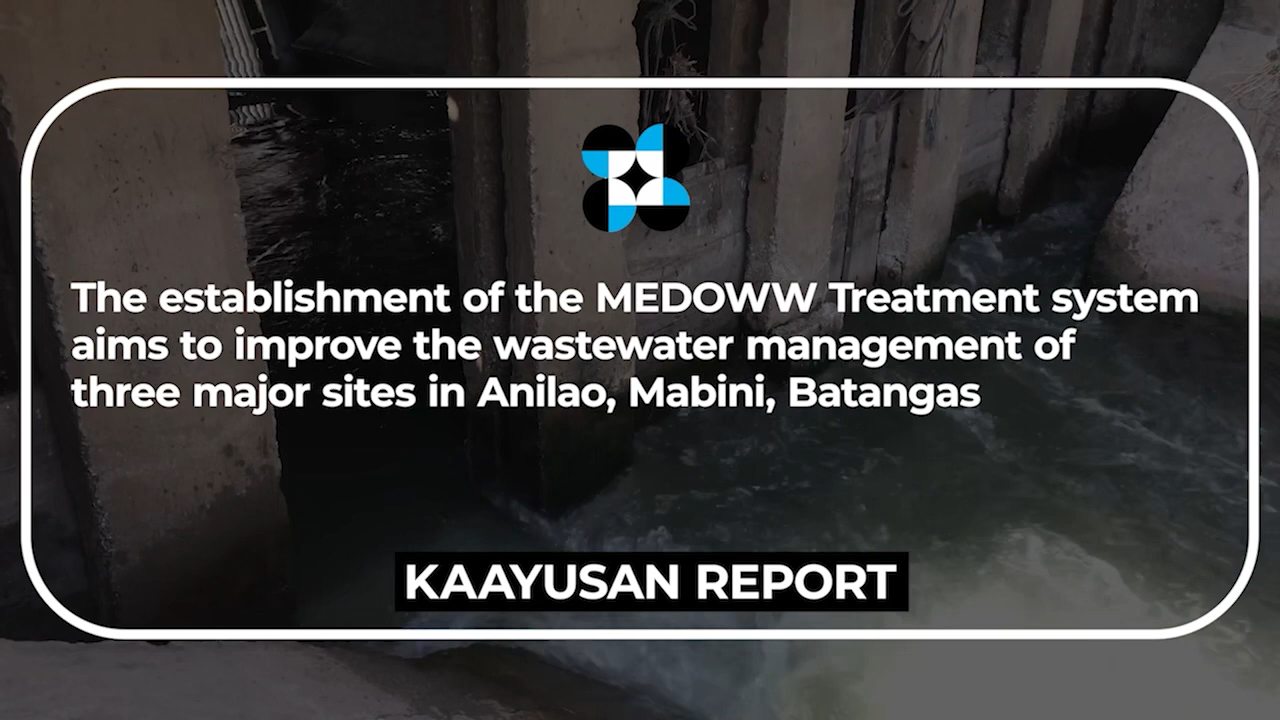 The establishment of the MEDOWW Treatment system
aims to improve the wastewater management of
three major sites in Anilao, Mabini, Batangas
KAAYUSAN REPORT